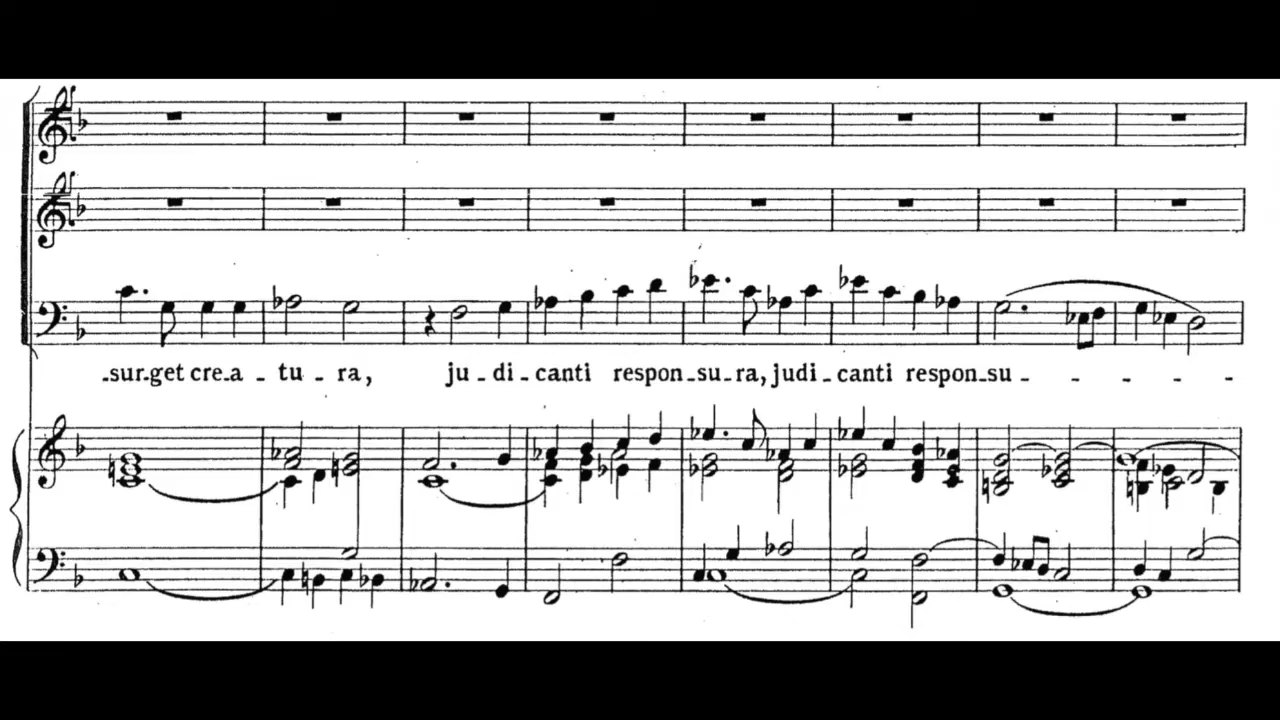 -sur-get cre-a - tu - ra, ju - di - canti respon-su-ra, judi-canti respon-su - - - - -